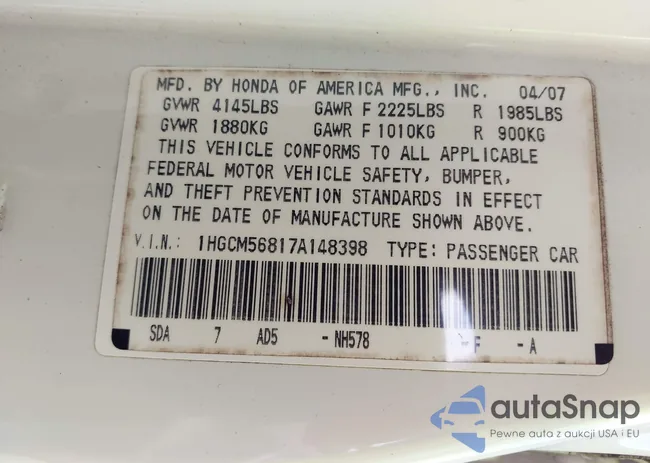 MFD. BY HONDA OF AMERICA MFG., INC. 04/07
GVWR 4145LBS GAWR F 2225LBS R 1985LBS
GVWR 1880KG GAWR F 1010KG R 900KG
THIS VEHICLE CONFORMS TO ALL APPLICABLE
FEDERAL MOTOR VEHICLE SAFETY, BUMPER,
AND THEFT PREVENTION STANDARDS IN EFFECT
ON THE DATE OF MANUFACTURE SHOWN ABOVE.
V.I.N.: 1HGCM56817A148398 TYPE: PASSENGER CAR
SDA 7 AD5 - NH578 -F -A
autaSnap
Pewne auta z aukcji USA i EU